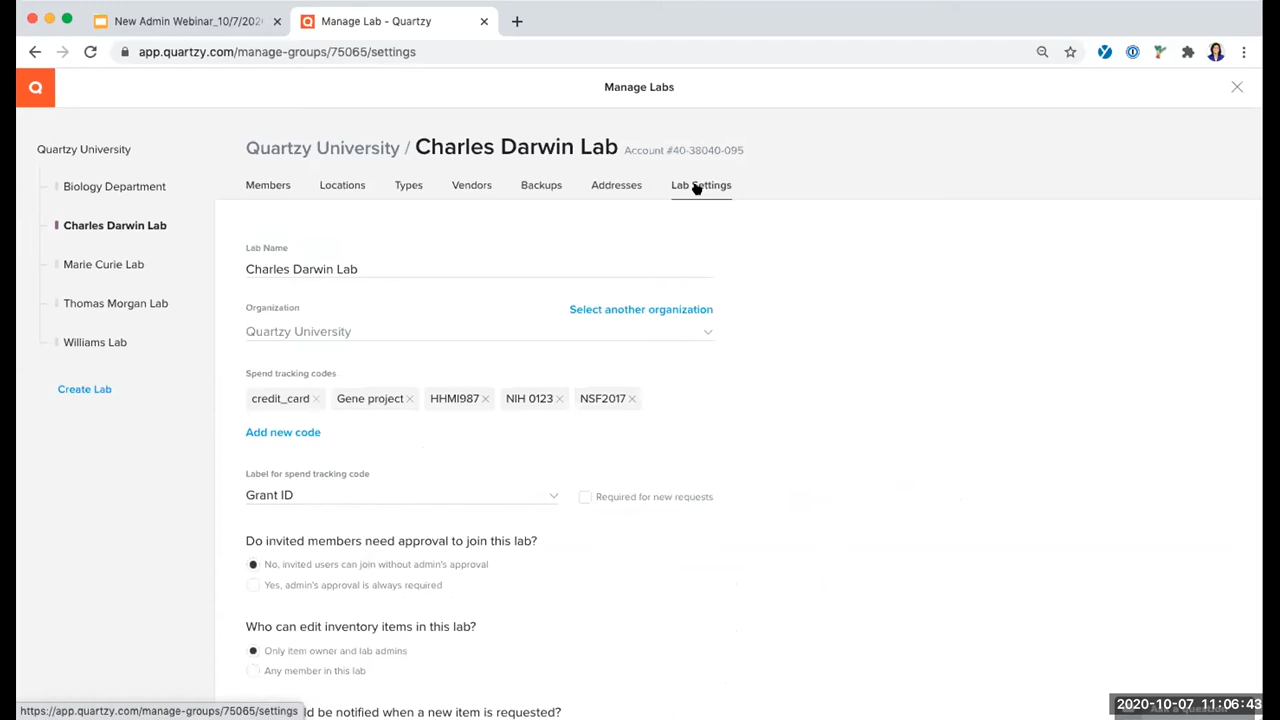 New Admin Webinar_10/7/202
Manage Lab - Quartzy
app.quartzy.com/manage-groups/75065/settings
Q
Manage Labs
Quartzy University
Biology Department
Charles Darwin Lab
Marie Curie Lab
Thomas Morgan Lab
Williams Lab
Create Lab
Quartzy University / Charles Darwin Lab Account #40-38040-095
Members Locations Types Vendors Backups Addresses Lab Settings
Lab Name
Charles Darwin Lab
Organization Select another organization
Quartzy University
Spend tracking codes
credit_card Gene project HHMI987 NIH 0123 NSF2017
Add new code
Label for spend tracking code
Grant ID Required for new requests
Do invited members need approval to join this lab?
No, invited users can join without admin's approval
Yes, admin's approval is always required
Who can edit inventory items in this lab?
Only item owner and lab admins
Any member in this lab
be notified when a new item is requested?
https://app.quartzy.com/manage-groups/75065/settings
2020-10-07 11:06:43